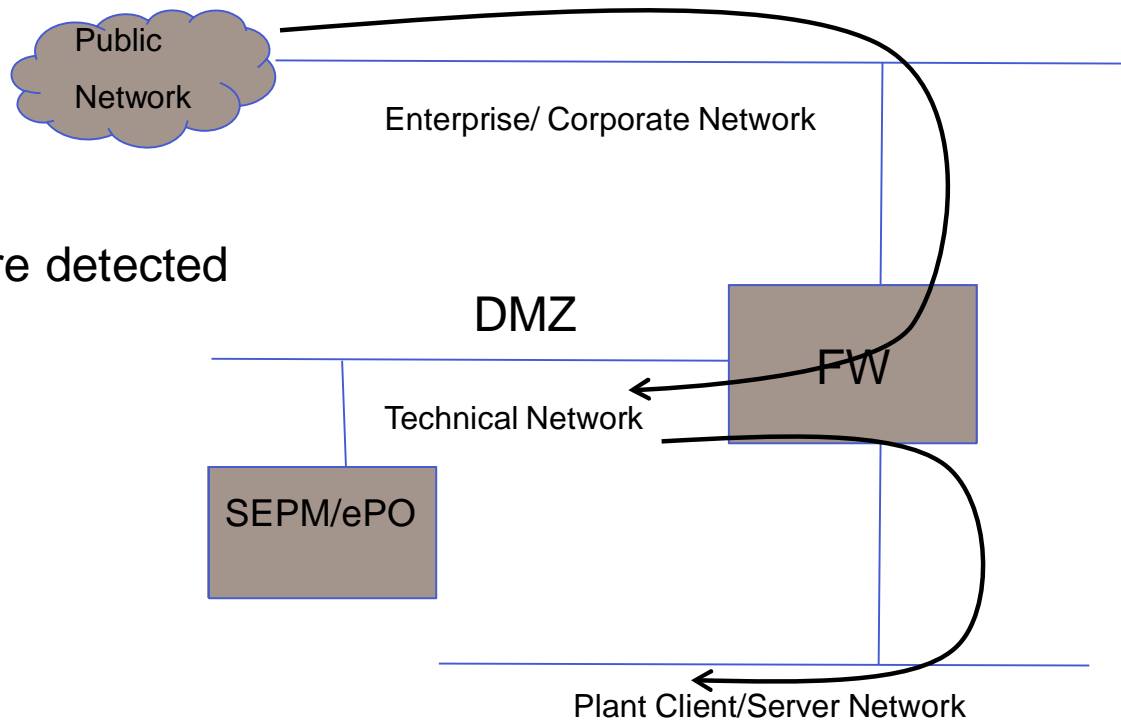 Public
Network
Enterprise/ Corporate Network
re detected
DMZ
FW
Technical Network
SEPM/ePO
Plant Client/Server Network